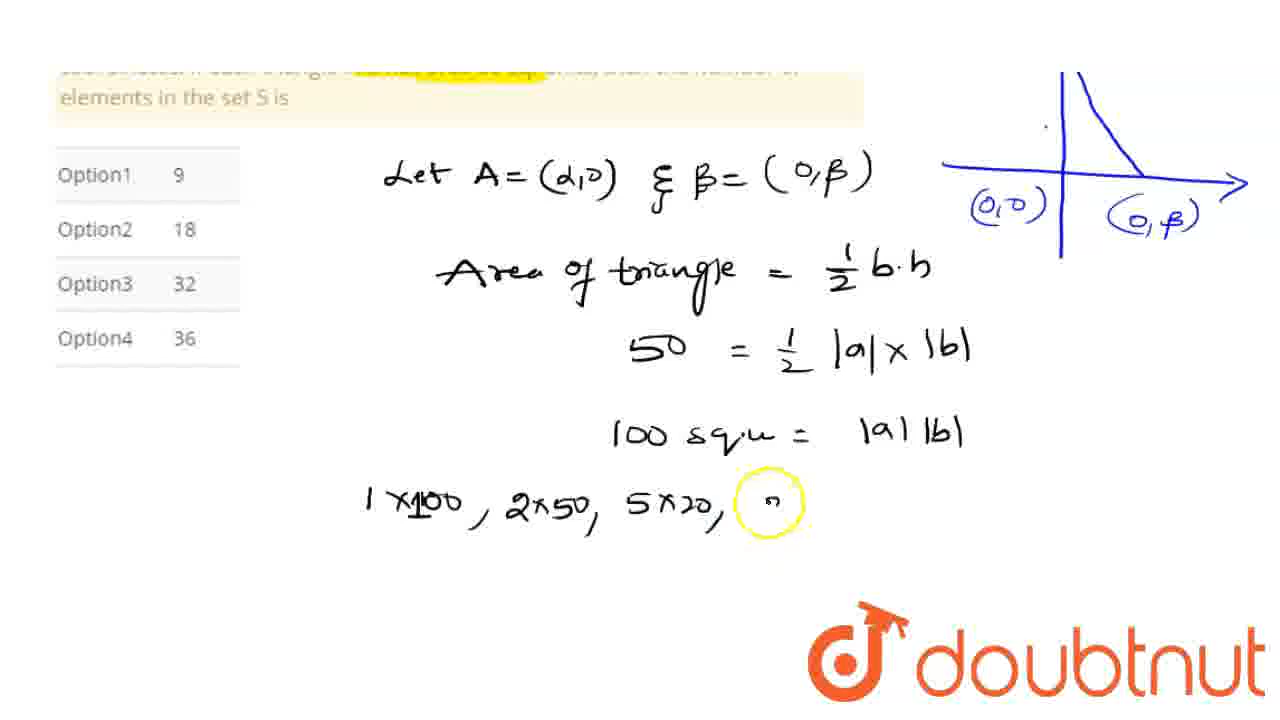 elements in the set S is
Option1 9
Option2 18
Option3 32
Option4 36
Let A = (α,0) & β = (0,β)
Area of triangle = 1/2 b.h
50 = 1/2 |a| x |b|
100 sq.u = |a| |b|
1 x 100, 2 x 50, 5 x 20,
(0,0)
(0, β)
doubtnut